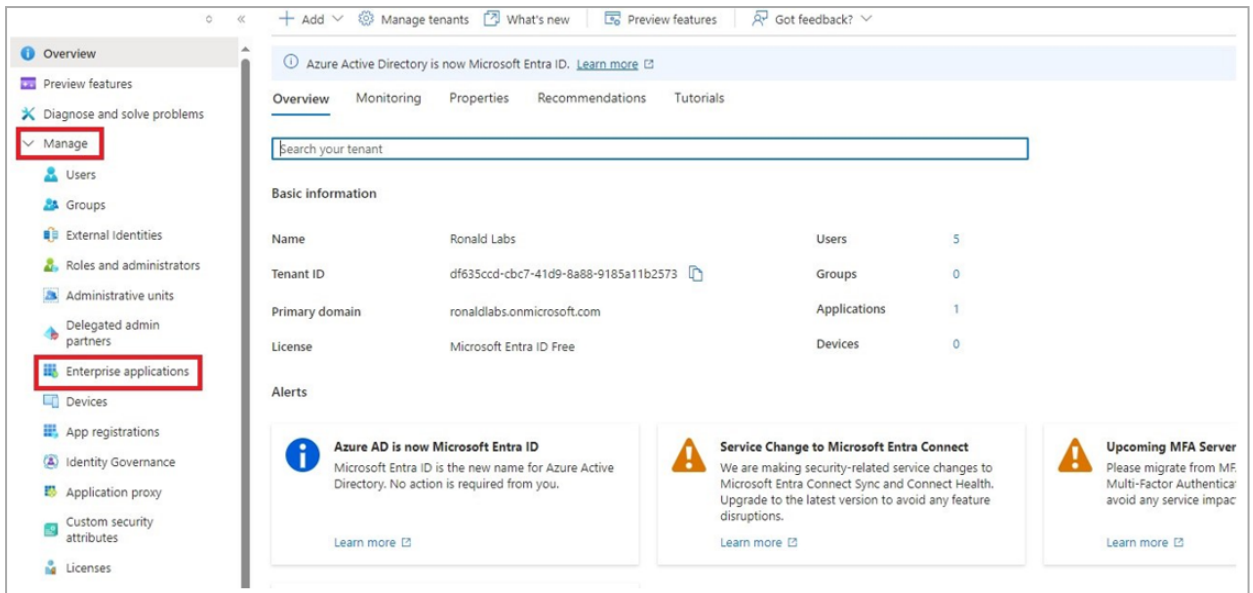 Add
Manage tenants
What's new
Preview features
Got feedback?
Overview
Preview features
Diagnose and solve problems
Manage
Users
Groups
External Identities
Roles and administrators
Administrative units
Delegated admin
partners
Enterprise applications
Devices
App registrations
Identity Governance
Application proxy
Custom security
attributes
Licenses
Azure Active Directory is now Microsoft Entra ID. Learn more
Overview Monitoring Properties Recommendations Tutorials
Search your tenant
Basic information
Name Ronald Labs Users 5
Tenant ID df635ccd-cbc7-41d9-8a88-9185a11b2573 Groups 0
Primary domain ronaldlabs.onmicrosoft.com Applications 1
License Microsoft Entra ID Free Devices 0
Alerts
Azure AD is now Microsoft Entra ID
Microsoft Entra ID is the new name for Azure Active
Directory. No action is required from you.
Learn more
Service Change to Microsoft Entra Connect
We are making security-related service changes to
Microsoft Entra Connect Sync and Connect Health.
Upgrade to the latest version to avoid any feature
disruptions.
Learn more
Upcoming MFA Server
Please migrate from MF
Multi-Factor Authentica
avoid any service impac
Learn more